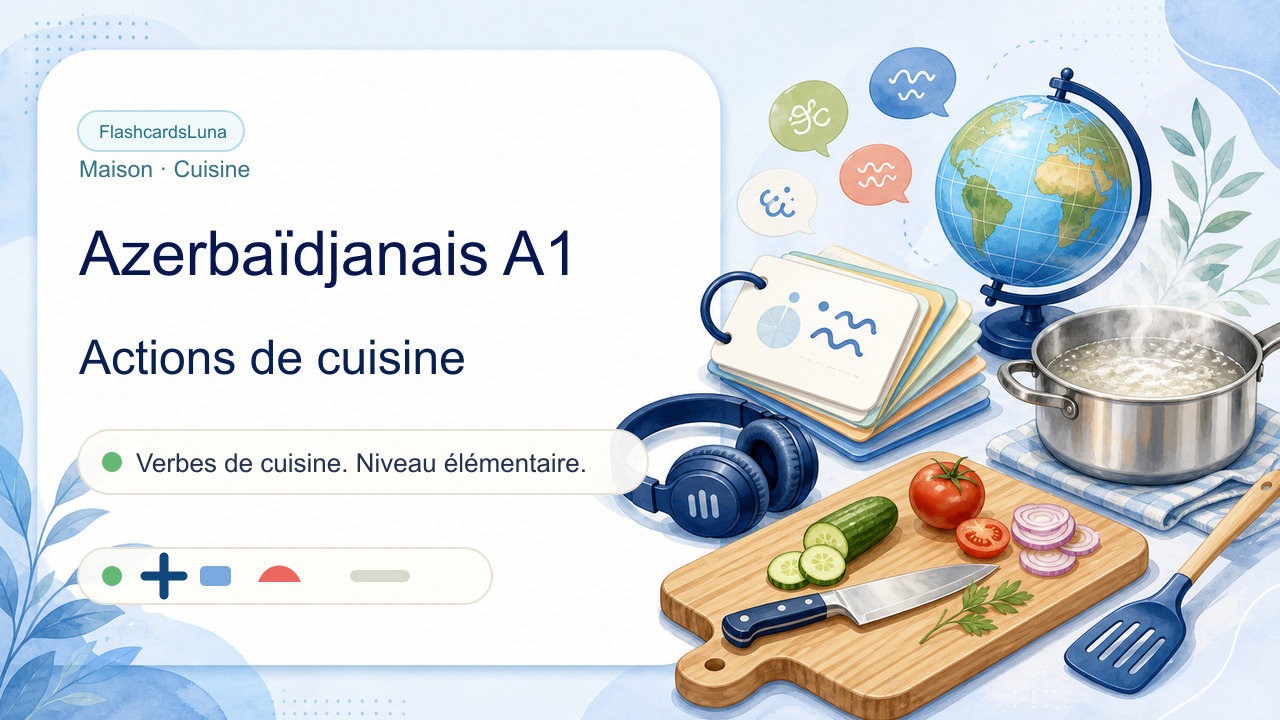 FlashcardsLuna
Maison · Cuisine
Azerbaïdjanais A1
Actions de cuisine
Verbes de cuisine. Niveau élémentaire.